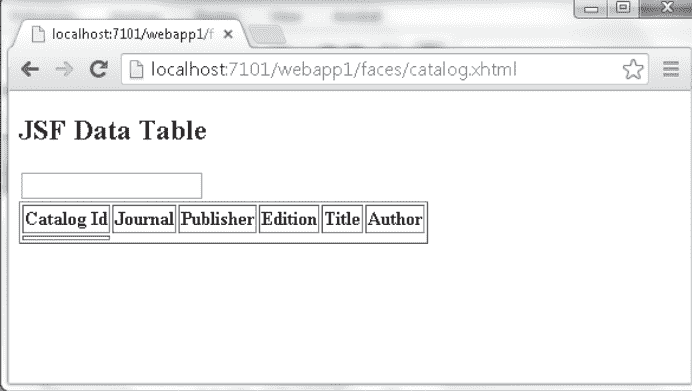 localhost:7101/webapp1/f
localhost:7101/webapp1/faces/catalog.xhtml
JSF Data Table
Catalog Id Journal Publisher Edition Title Author